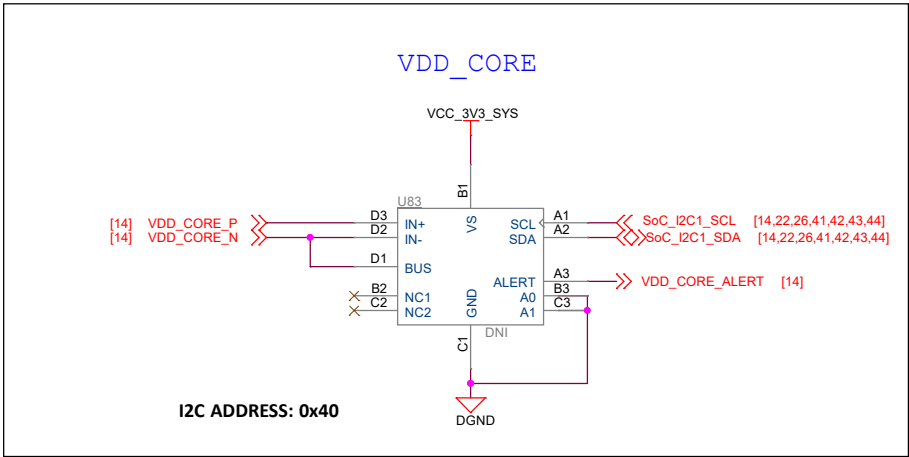 VDD_CORE
VCC_3V3_SYS
B1
U83
[14] VDD_CORE_P D3 IN+ VS SCL A1 SoC_I2C1_SCL [14,22,26,41,42,43,44]
[14] VDD_CORE_N D2 IN- SDA A2 SoC_I2C1_SDA [14,22,26,41,42,43,44]
D1 BUS
ALERT A3 VDD_CORE_ALERT [14]
B2 NC1 GND A0 B3
C2 NC2 A1 C3
DNI
C1
I2C ADDRESS: 0x40
DGND